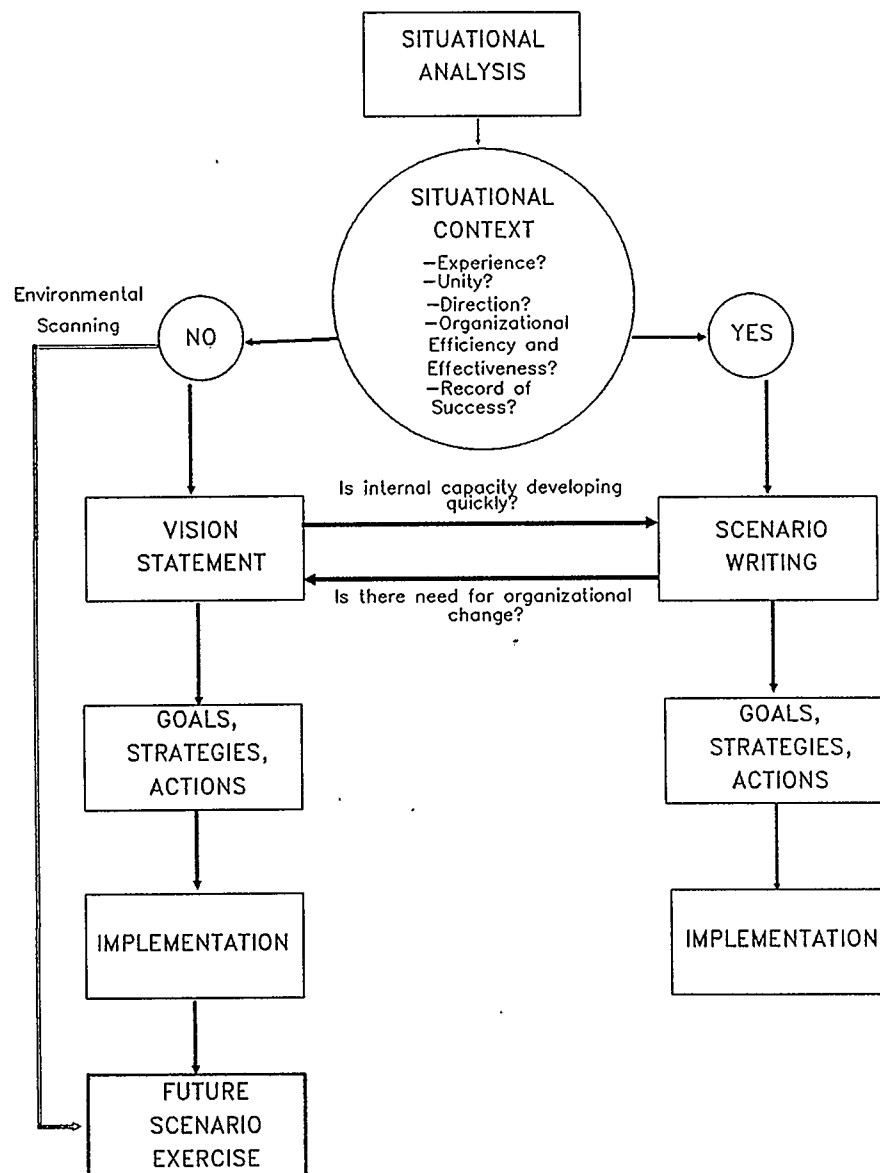 SITUATIONAL
ANALYSIS
SITUATIONAL
CONTEXT
-Experience?
-Unity?
-Direction?
-Organizational
Efficiency and
Effectiveness?
-Record of
Success?
Environmental
Scanning
NO
YES
Is internal capacity developing
quickly?
VISION
STATEMENT
SCENARIO
WRITING
Is there need for organizational
change?
GOALS,
STRATEGIES,
ACTIONS
GOALS,
STRATEGIES,
ACTIONS
IMPLEMENTATION
IMPLEMENTATION
FUTURE
SCENARIO
EXERCISE